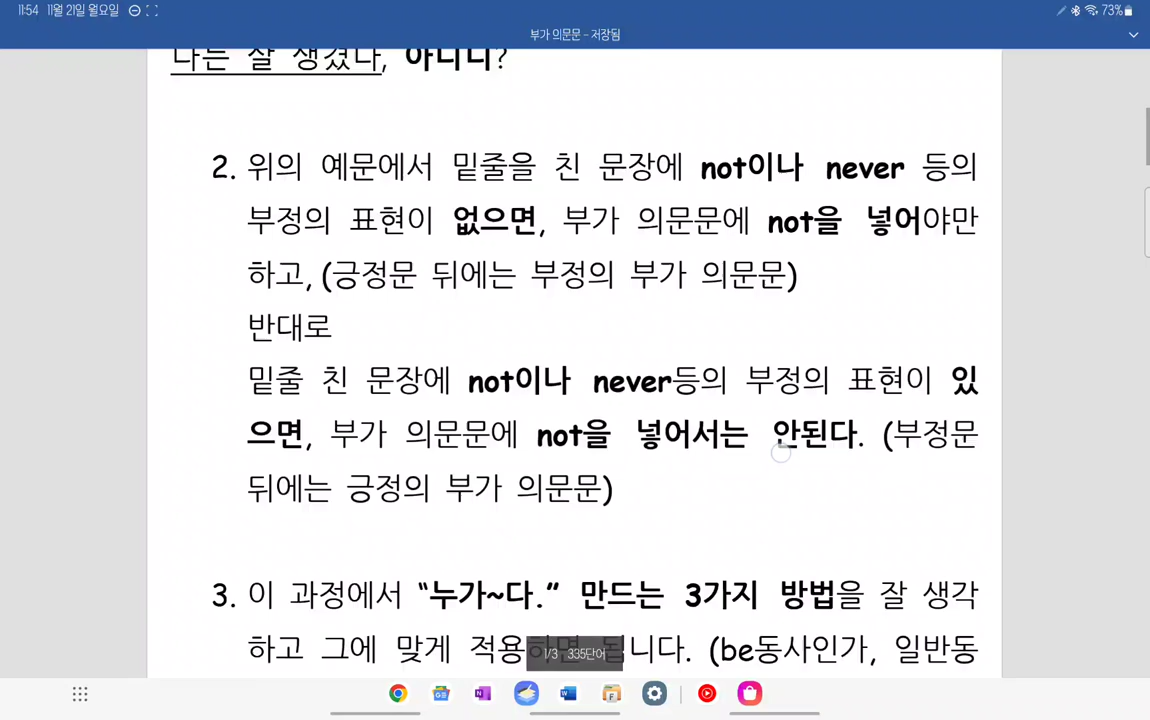 11:54 11월 21일 월요일
73%
부가 의문문 – 저장됨
나는 잘 생겼다, 아니니?
2. 위의 예문에서 밑줄을 친 문장에 not이나 never 등의
부정의 표현이 없으면, 부가 의문문에 not을 넣어야만
하고, (긍정문 뒤에는 부정의 부가 의문문)
반대로
밑줄 친 문장에 not이나 never등의 부정의 표현이 있
으면, 부가 의문문에 not을 넣어서는 안된다. (부정문
뒤에는 긍정의 부가 의문문)
3. 이 과정에서 “누가~다.” 만드는 3가지 방법을 잘 생각
하고 그에 맞게 적용하면 됩니다. (be동사인가, 일반동
1/3 335단어